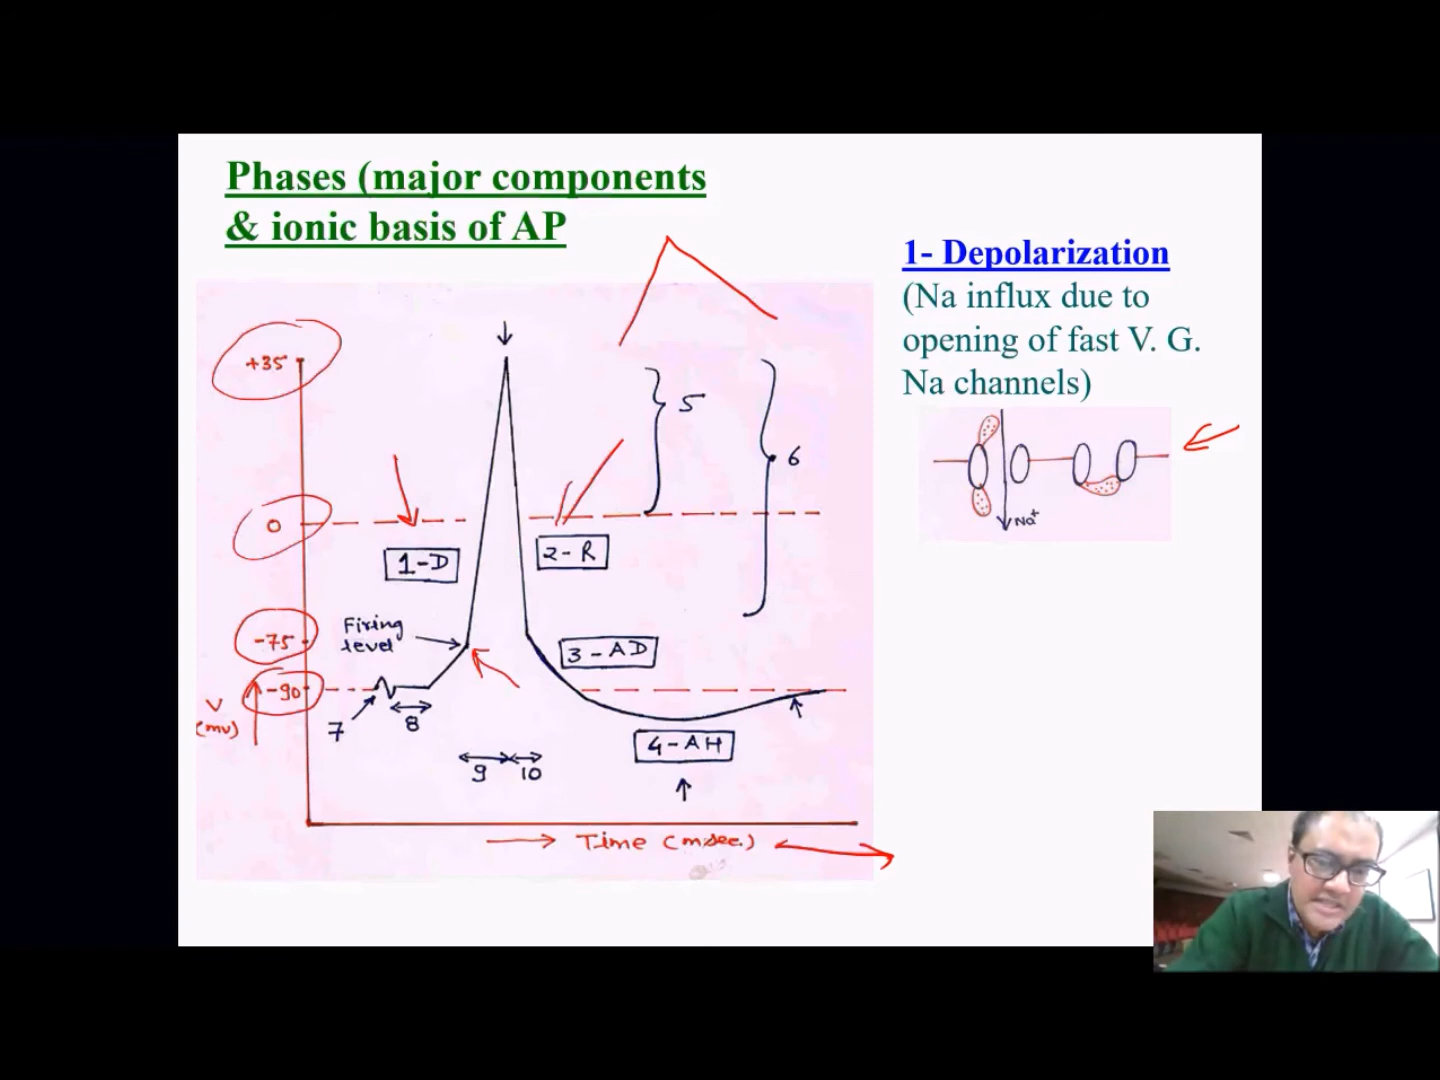 Phases (major components
& ionic basis of AP
1- Depolarization
(Na influx due to
opening of fast V. G.
Na channels)
Na+
+35
5
6
0
1-D
2- R
Firing
level
-75
3-AD
-90
V
(mv)
7
8
4-AH
9
10
Time (msec.)